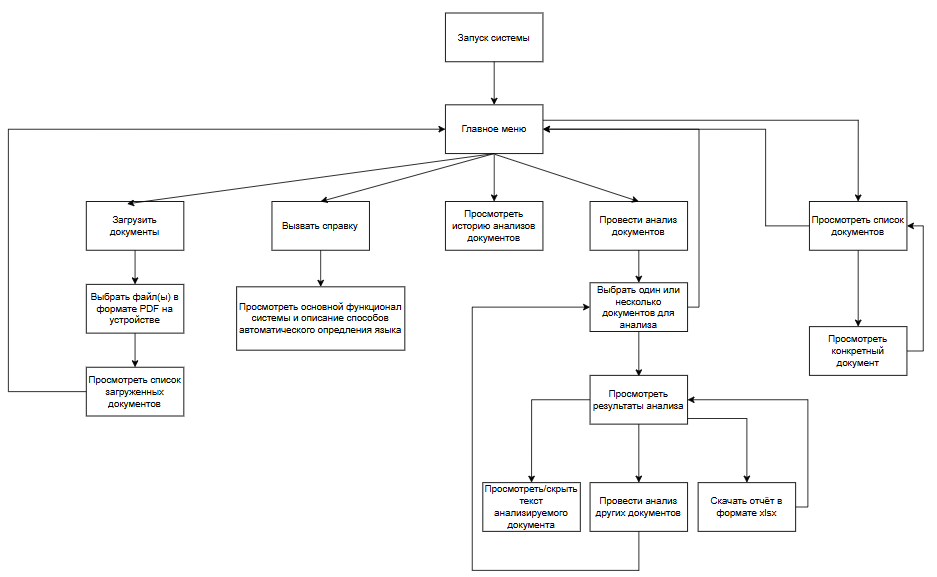 Запуск системы
Главное меню
Загрузить
документы
Вызвать справку
Просмотреть
историю анализов
документов
Провести анализ
документов
Просмотреть список
документов
Выбрать файл(ы) в
формате PDF на
устройстве
Просмотреть основной функционал
системы и описание способов
автоматического опредления языка
Выбрать один или
несколько
документов для
анализа
Просмотреть
конкретный
документ
Просмотреть список
загруженных
документов
Просмотреть
результаты анализа
Просмотреть/скрыть
текст
анализируемого
документа
Провести анализ
других документов
Скачать отчёт в
формате xlsx